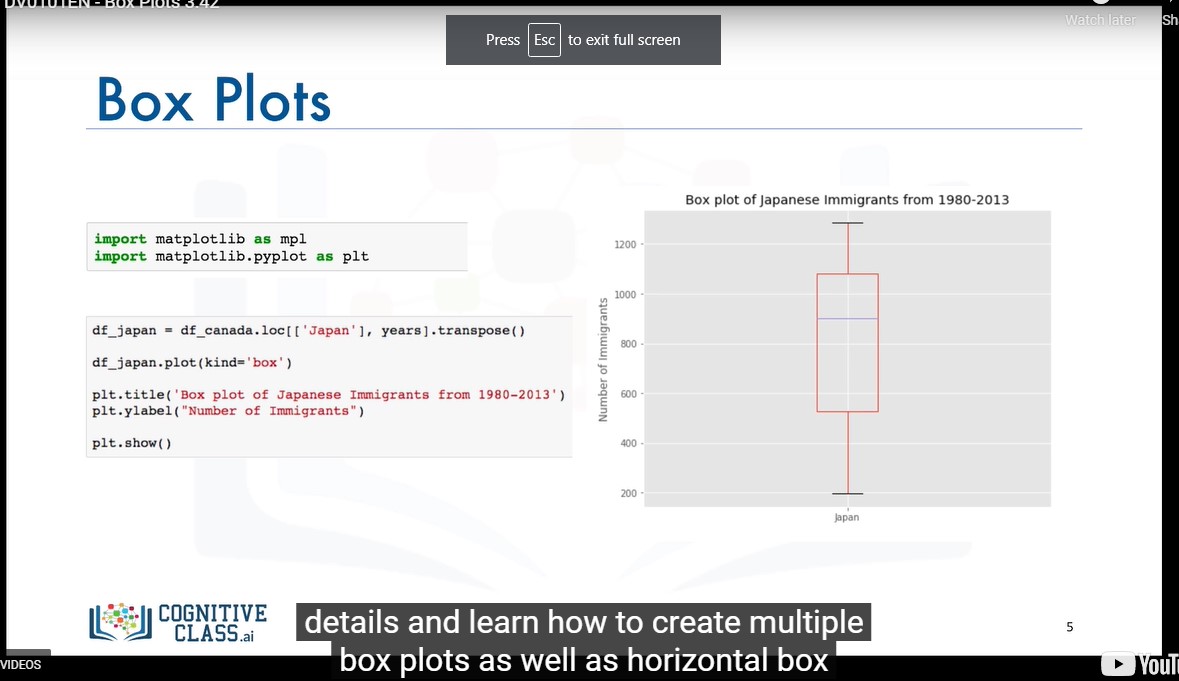 DV0101EN - Box Plots 3.42
Watch later
Sh
Press Esc to exit full screen
Box Plots
import matplotlib as mpl
import matplotlib.pyplot as plt
df_japan = df_canada.loc[['Japan'], years].transpose()
df_japan.plot(kind='box')
plt.title('Box plot of Japanese Immigrants from 1980-2013')
plt.ylabel("Number of Immigrants")
plt.show()
Box plot of Japanese Immigrants from 1980-2013
Number of Immigrants
1200
1000
800
600
400
200
Japan
COGNITIVE
CLASS.ai
details and learn how to create multiple
box plots as well as horizontal box
5
VIDEOS
YouT